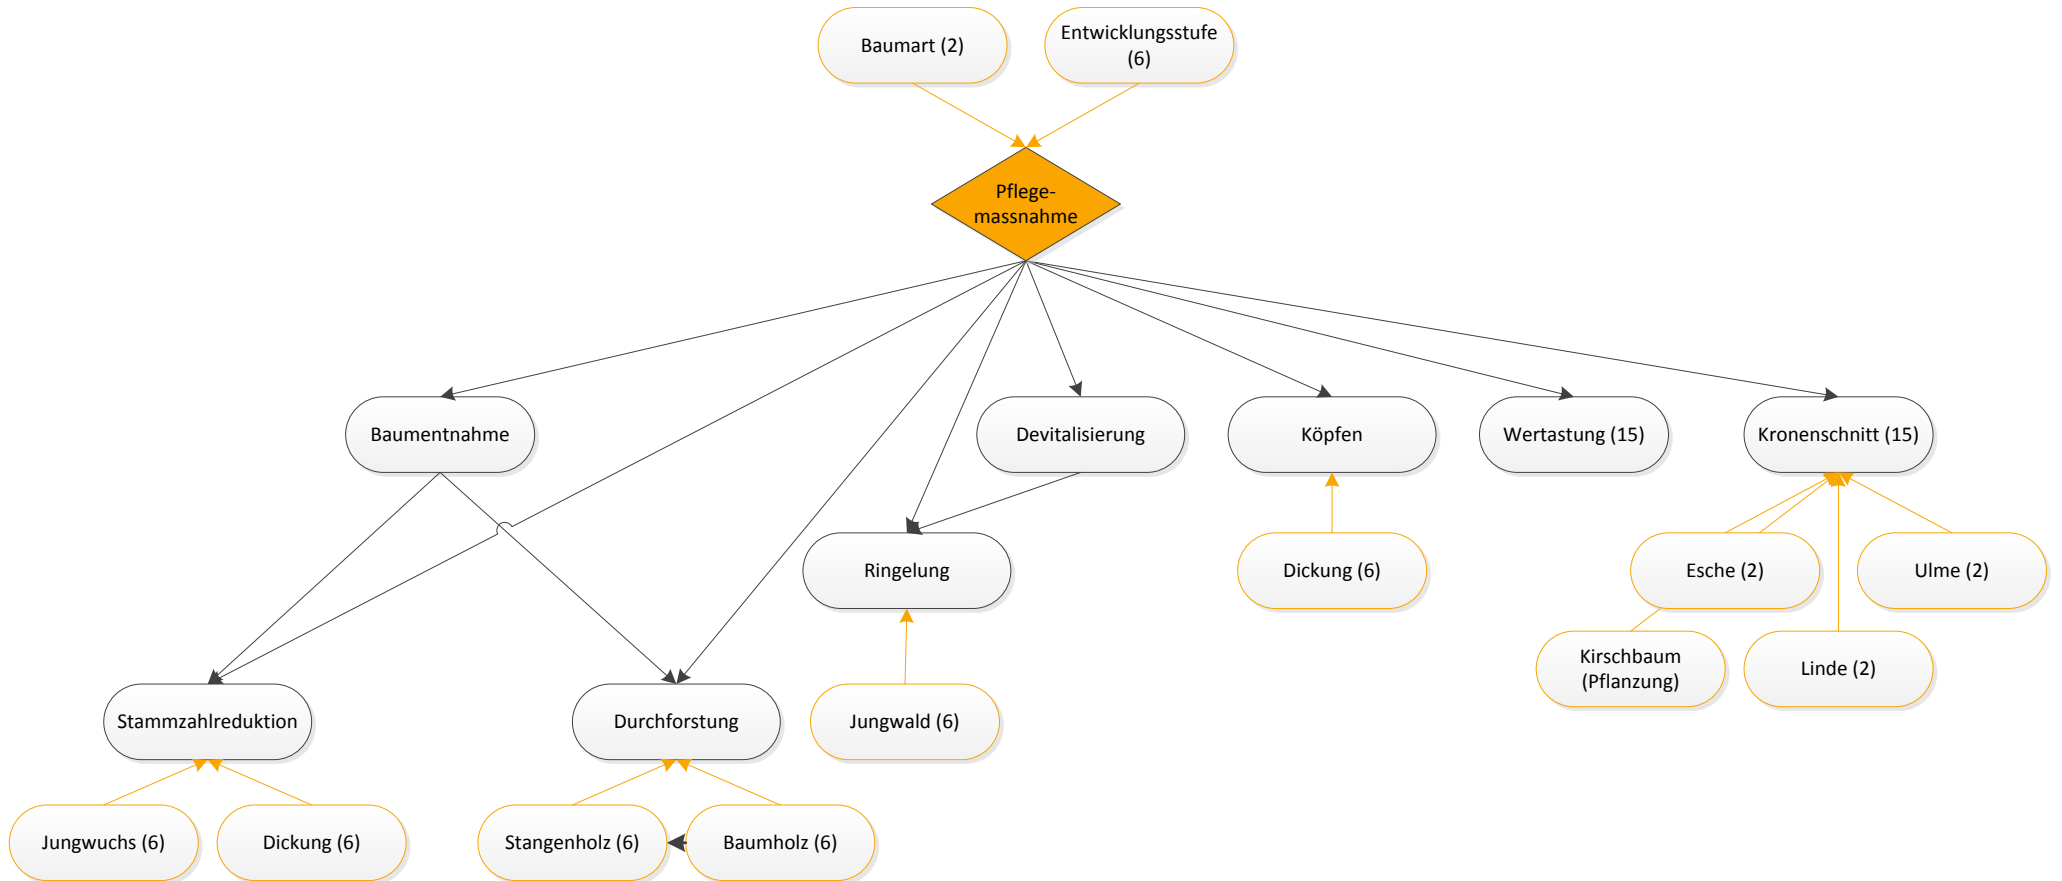 Baumart (2)
Entwicklungsstufe
(6)
Pflege-
massnahme
Baumentnahme
Devitalisierung
Köpfen
Wertastung (15)
Kronenschnitt (15)
Ringelung
Dickung (6)
Esche (2)
Ulme (2)
Kirschbaum
(Pflanzung)
Linde (2)
Stammzahlreduktion
Durchforstung
Jungwald (6)
Jungwuchs (6)
Dickung (6)
Stangenholz (6)
Baumholz (6)